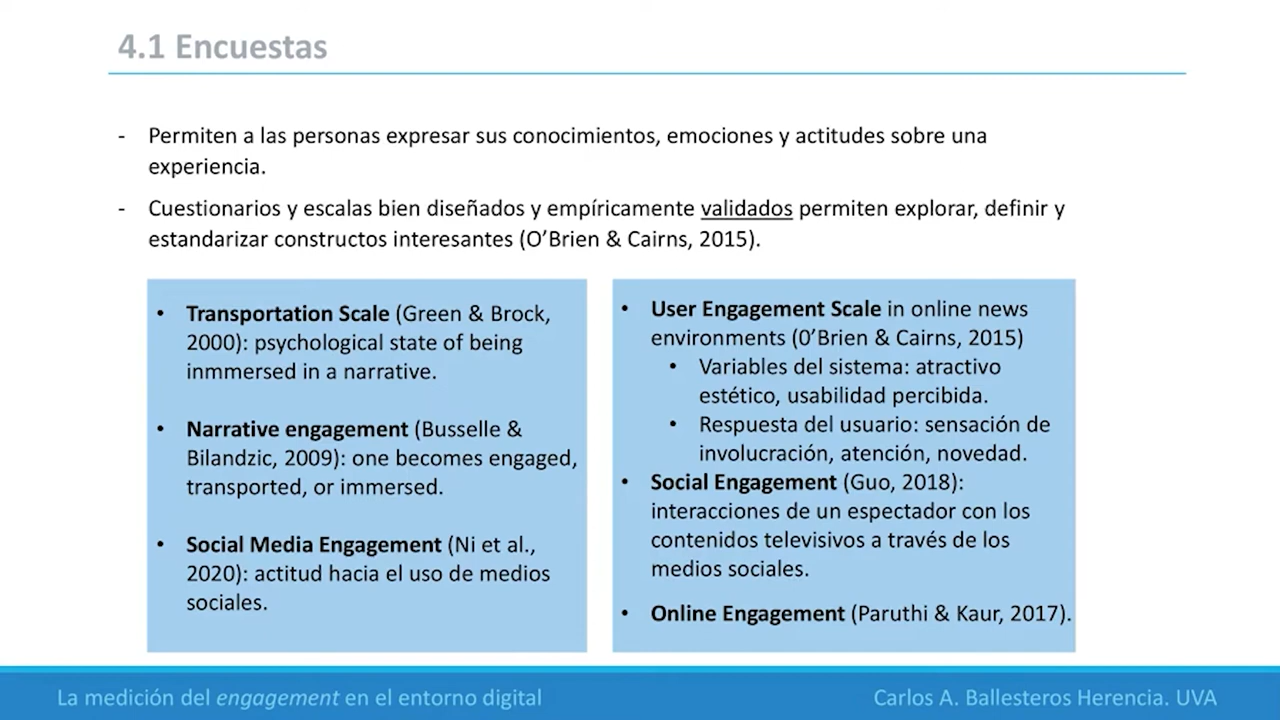 4.1 Encuestas
- Permiten a las personas expresar sus conocimientos, emociones y actitudes sobre una
experiencia.
- Cuestionarios y escalas bien diseñados y empíricamente validados permiten explorar, definir y
estandarizar constructos interesantes (O’Brien & Cairns, 2015).
• Transportation Scale (Green & Brock,
2000): psychological state of being
inmmersed in a narrative.
• Narrative engagement (Busselle &
Bilandzic, 2009): one becomes engaged,
transported, or immersed.
• Social Media Engagement (Ni et al.,
2020): actitud hacia el uso de medios
sociales.
• User Engagement Scale in online news
environments (0’Brien & Cairns, 2015)
• Variables del sistema: atractivo
estético, usabilidad percibida.
• Respuesta del usuario: sensación de
involucración, atención, novedad.
• Social Engagement (Guo, 2018):
interacciones de un espectador con los
contenidos televisivos a través de los
medios sociales.
• Online Engagement (Paruthi & Kaur, 2017).
La medición del engagement en el entorno digital
Carlos A. Ballesteros Herencia. UVA